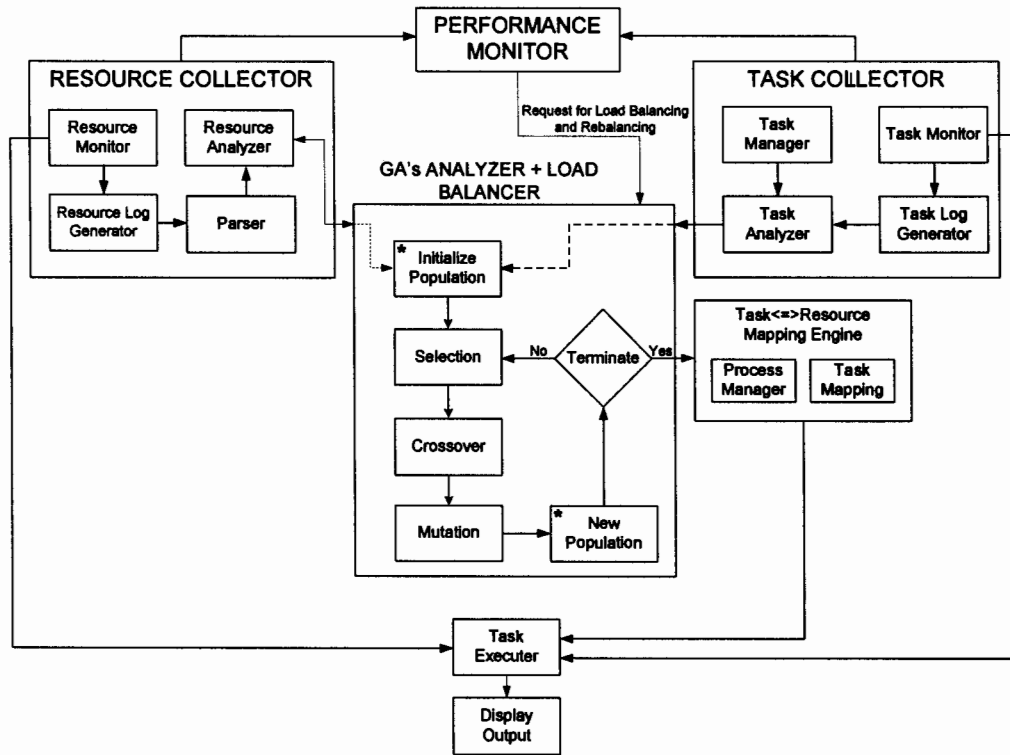 PERFORMANCE
MONITOR
RESOURCE COLLECTOR
Resource
Monitor
Resource
Analyzer
Resource Log
Generator
Parser
Request for Load Balancing
and Rebalancing
TASK COLLECTOR
Task
Manager
Task Monitor
Task
Analyzer
Task Log
Generator
GA's ANALYZER + LOAD
BALANCER
* Initialize
Population
Selection
No
Terminate
Yes
Crossover
Mutation
* New
Population
Task<=>Resource
Mapping Engine
Process
Manager
Task
Mapping
Task
Executer
Display
Output